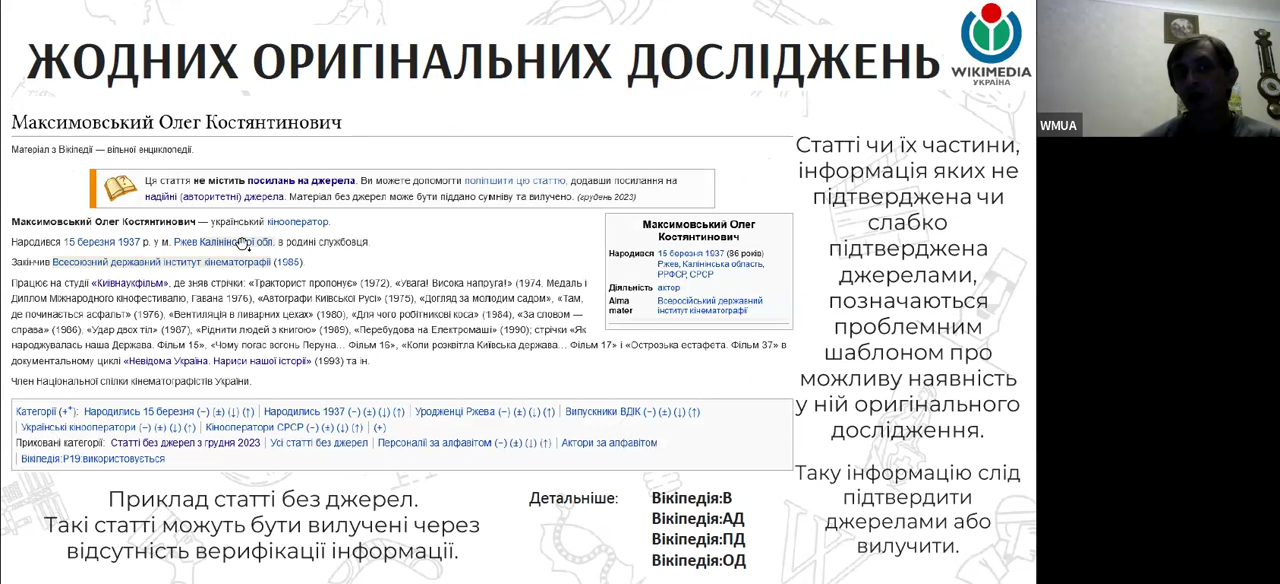 ЖОДНИХ ОРИГІНАЛЬНИХ ДОСЛІДЖЕНЬ
WIKIMEDIA
УКРАЇНА
WMUA
Максимовський Олег Костянтинович
Матеріал з Вікіпедії — вільної енциклопедії.
Ця стаття не містить посилань на джерела. Ви можете допомогти поліпшити цю статтю, додавши посилання на
надійні (авторитетні) джерела. Матеріал без джерел може бути піддано сумніву та вилучено. (грудень 2023)
Максимовський Олег Костянтинович — український кінооператор.
Народився 15 березня 1937 р. у м. Ржев Калінінської обл. в родині службовця.
Закінчив Всесоюзний державний інститут кінематографії (1985).
Працює на студії «Київнаукфільм», де зняв стрічки: «Тракторист пропонує» (1972), «Увага! Висока напруга!» (1974, Медаль і
Диплом Міжнародного кінофестивалю, Гавана 1976), «Автографи Київської Русі» (1975), «Догляд за молодим садом», «Там,
де починається асфальт» (1976), «Вентиляція в ливарних цехах» (1980), «Для чого робітникові коса» (1984), «За словом —
справа» (1986), «Удар двох тіл» (1987), «Ріднити людей з книгою» (1989), «Перебудова на Електромаші» (1990); стрічки «Як
народжувалась наша Держава. Фільм 15», «Чому погас вогонь Перуна... Фільм 16», «Коли розквітла Київська держава... Фільм 17» і «Острозька естафета. Фільм 37» в
документальному циклі «Невідома Україна. Нариси нашої історії» (1993) та ін.
Член Національної спілки кінематографістів України.
Максимовський Олег
Костянтинович
Народився 15 березня 1937 (86 років)
Ржев, Калінінська область,
РРФСР, СРСР
Діяльність актор
Alma Всеросійський державний
mater інститут кінематографії
Категорії (+⁺): Народились 15 березня (−) (±) (↓) (↑) | Народились 1937 (−) (±) (↓) (↑) | Уродженці Ржева (−) (±) (↓) (↑) | Випускники ВДІК (−) (±) (↓) (↑)
| Українські кінооператори (−) (±) (↓) (↑) | Кінооператори СРСР (−) (±) (↓) (↑) | (+)
Приховані категорії: Статті без джерел з грудня 2023 | Усі статті без джерел | Персоналії за алфавітом (−) (±) (↓) (↑) | Актори за алфавітом
| Вікіпедія:P19:використовується
Статті чи їх частини,
інформація яких не
підтверджена чи
слабко
підтверджена
джерелами,
позначаються
проблемним
шаблоном про
можливу наявність
у ній оригінального
дослідження.
Таку інформацію слід
підтвердити
джерелами або
вилучити.
Приклад статті без джерел.
Такі статті можуть бути вилучені через
відсутність верифікації інформації.
Детальніше: Вікіпедія:В
Вікіпедія:АД
Вікіпедія:ПД
Вікіпедія:ОД